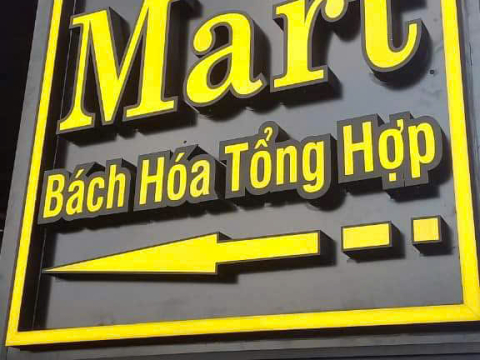 Mart
Bách Hóa Tổng Hợp